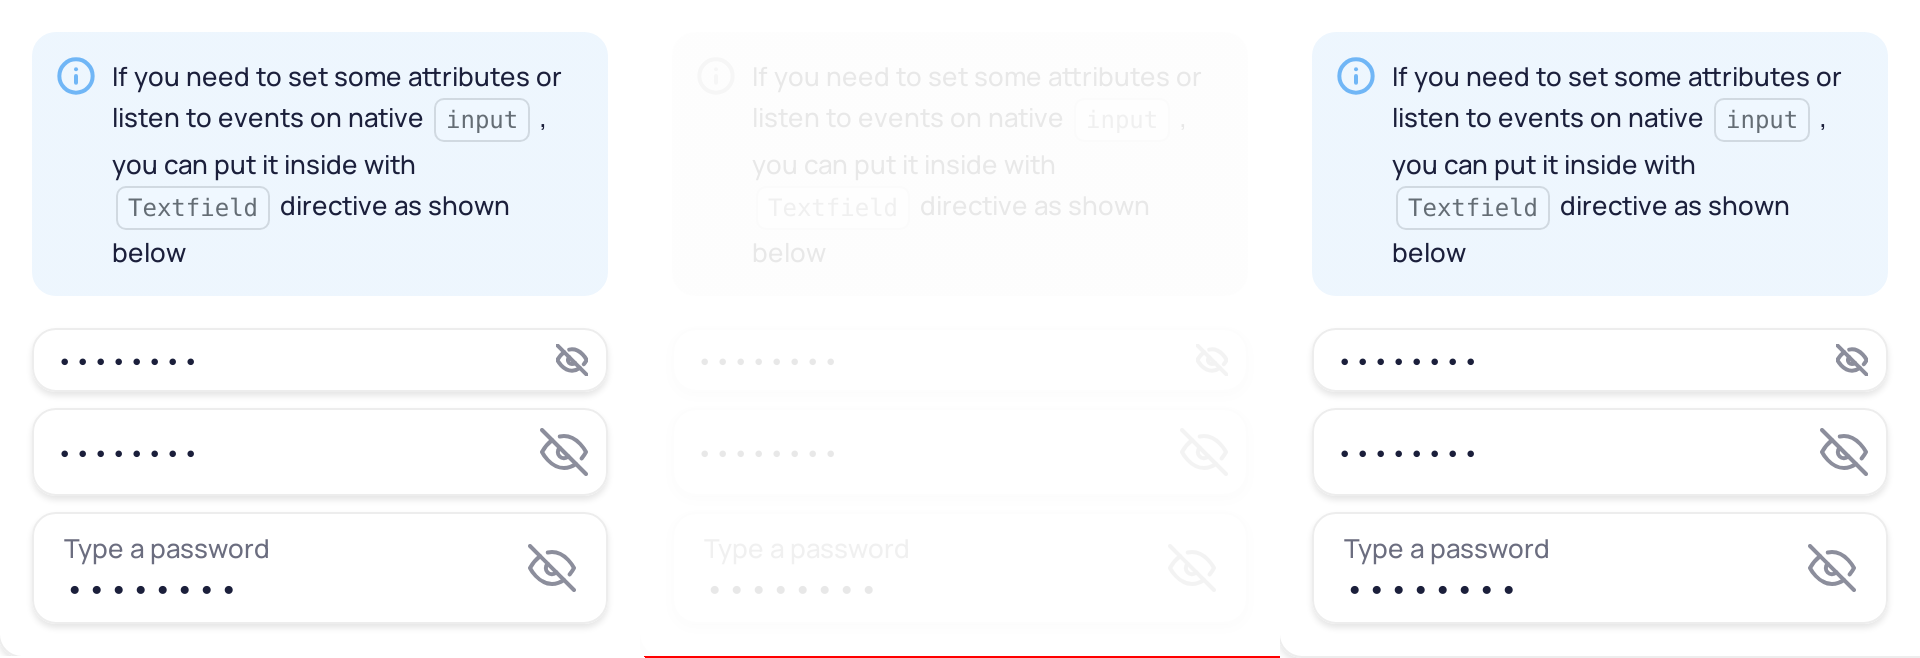 If you need to set some attributes or
listen to events on native input ,
you can put it inside with
Textfield directive as shown
below
••••••••
••••••••
Type a password
••••••••
If you need to set some attributes or
listen to events on native input ,
you can put it inside with
Textfield directive as shown
below
••••••••
••••••••
Type a password
••••••••
If you need to set some attributes or
listen to events on native input ,
you can put it inside with
Textfield directive as shown
below
••••••••
••••••••
Type a password
••••••••